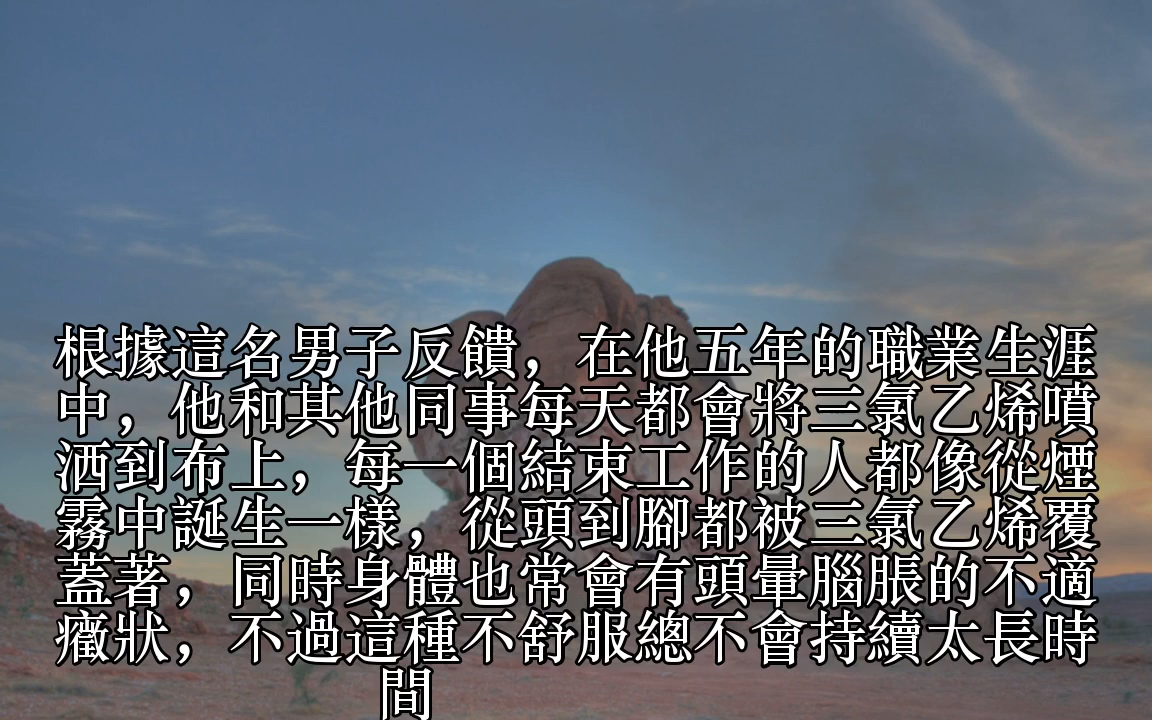 根據這名男子反饋，在他五年的職業生涯
中，他和其他同事每天都會將三氯乙烯噴
洒到布上，每一個結束工作的人都像從煙
霧中誕生一樣，從頭到腳都被三氯乙烯覆
蓋著，同時身體也常會有頭暈腦脹的不適
癥狀，不過這種不舒服總不會持續太長時
間